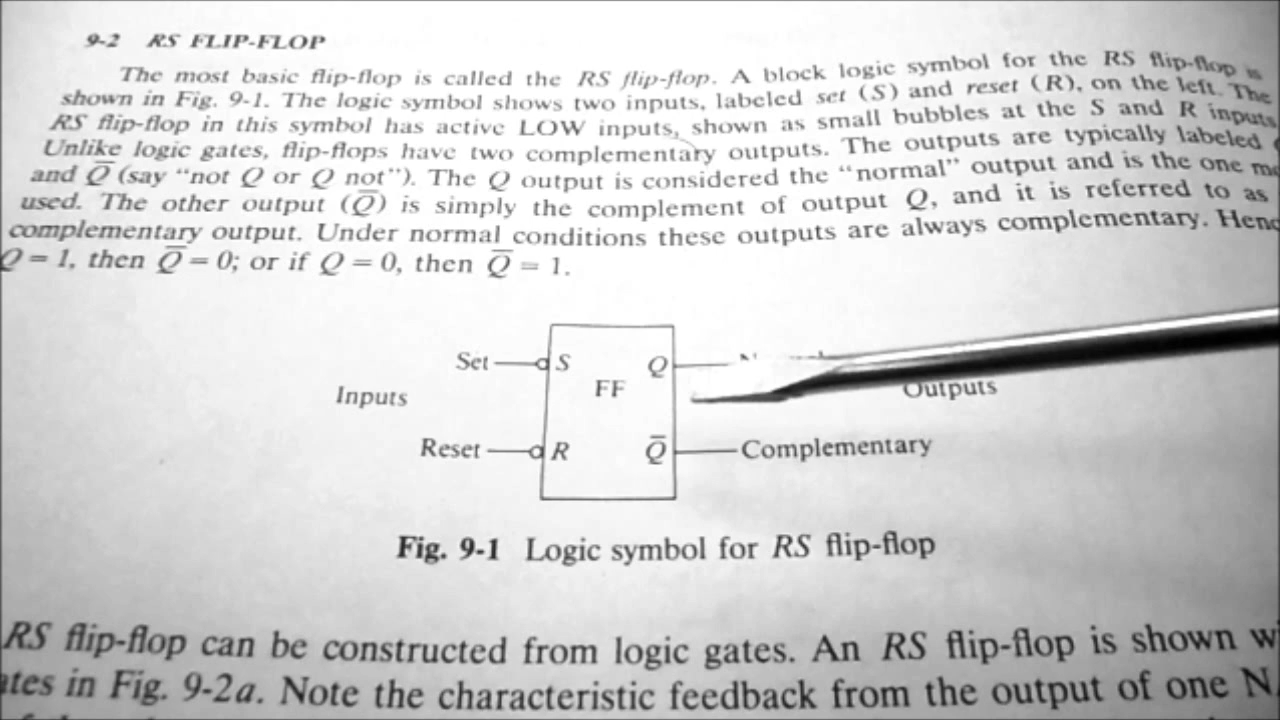 9-2 RS FLIP-FLOP
The most basic flip-flop is called the RS flip-flop. A block logic symbol for the RS flip-flop is
shown in Fig. 9-1. The logic symbol shows two inputs, labeled set (S) and reset (R), on the left. The
RS flip-flop in this symbol has active LOW inputs, shown as small bubbles at the S and R inputs
Unlike logic gates, flip-flops have two complementary outputs. The outputs are typically labeled
and Q̅ (say "not Q or Q not"). The Q output is considered the "normal" output and is the one
used. The other output (Q̅) is simply the complement of output Q, and it is referred to as
complementary output. Under normal conditions these outputs are always complementary.
Q = 1, then Q̅ = 0; or if Q = 0, then Q̅ = 1.
Set S Q
FF
Inputs Outputs
Reset R Q̅ Complementary
Fig. 9-1 Logic symbol for RS flip-flop
RS flip-flop can be constructed from logic gates. An RS flip-flop is shown
in Fig. 9-2a. Note the characteristic feedback from the output of one